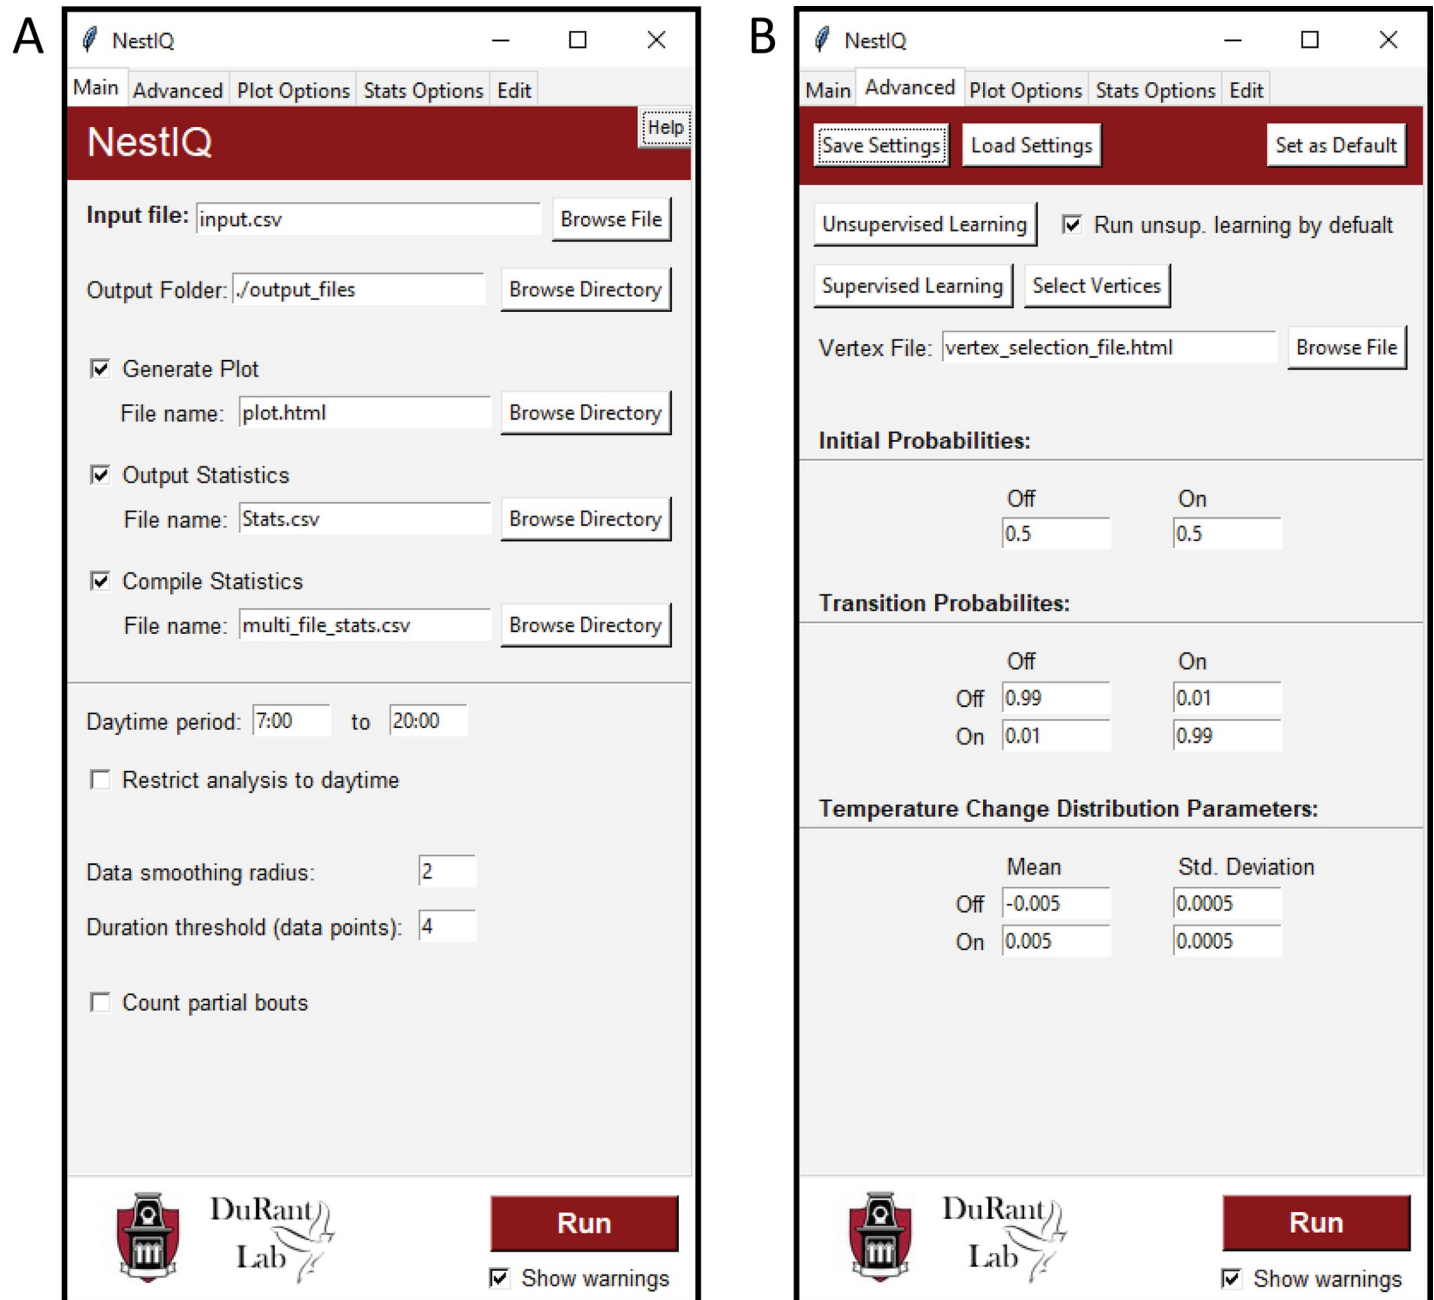 A
NestIQ
Main Advanced Plot Options Stats Options Edit
NestIQ
Help
Input file: input.csv Browse File
Output Folder: ./output_files Browse Directory
Generate Plot
File name: plot.html Browse Directory
Output Statistics
File name: Stats.csv Browse Directory
Compile Statistics
File name: multi_file_stats.csv Browse Directory
Daytime period: 7:00 to 20:00
Restrict analysis to daytime
Data smoothing radius: 2
Duration threshold (data points): 4
Count partial bouts
DuRant
Lab
Run
Show warnings
B
NestIQ
Main Advanced Plot Options Stats Options Edit
Save Settings Load Settings Set as Default
Unsupervised Learning Run unsup. learning by defualt
Supervised Learning Select Vertices
Vertex File: vertex_selection_file.html Browse File
Initial Probabilities:
Off On
0.5 0.5
Transition Probabilites:
Off On
Off 0.99 0.01
On 0.01 0.99
Temperature Change Distribution Parameters:
Mean Std. Deviation
Off -0.005 0.0005
On 0.005 0.0005
DuRant
Lab
Run
Show warnings